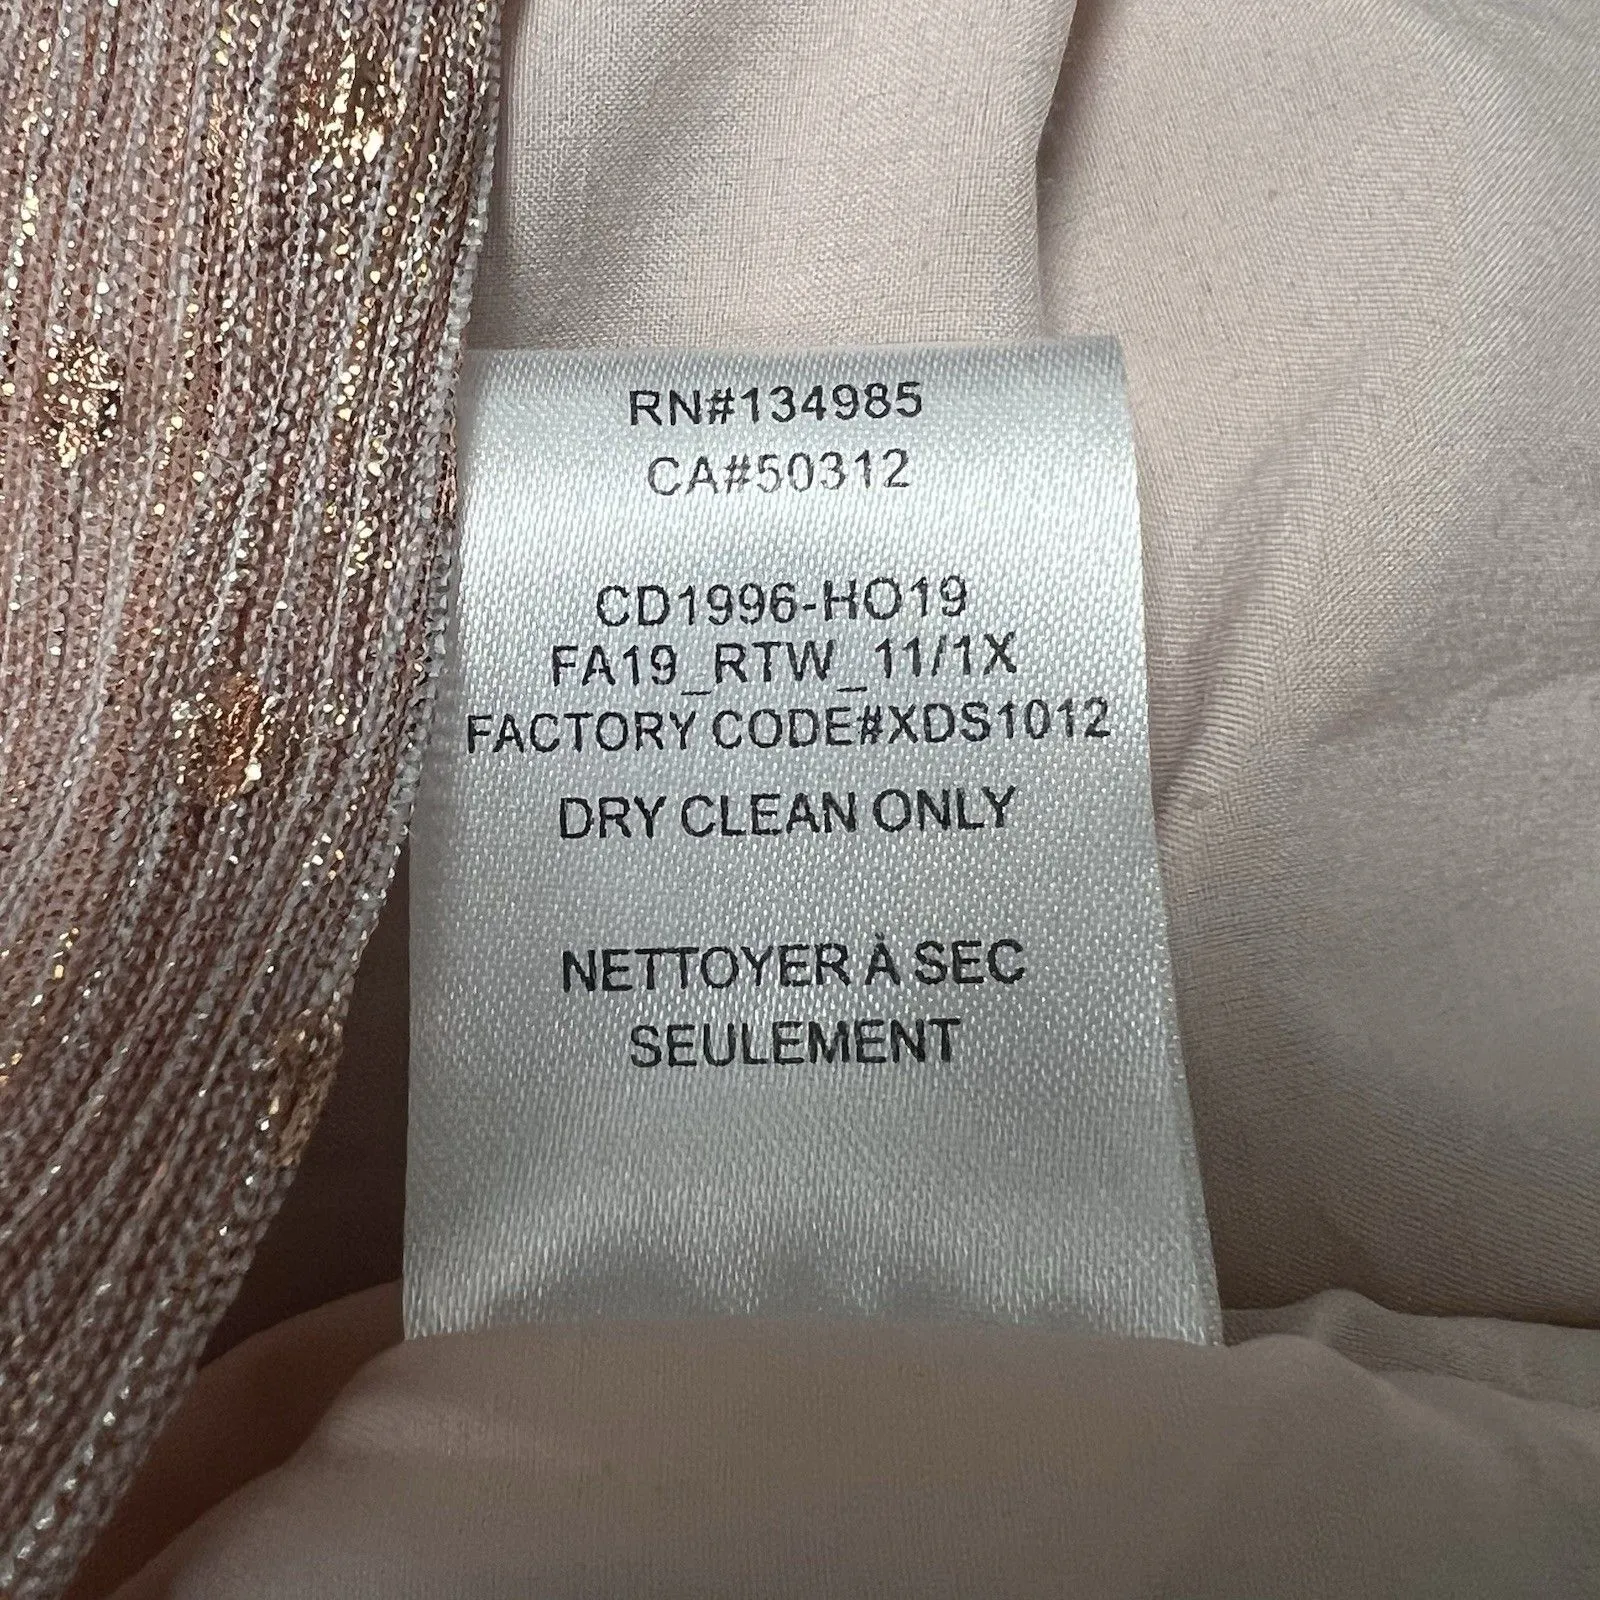 RN#134985
CA#50312
CD1996-HO19
FA19_RTW_11/1X
FACTORY CODE#XDS1012
DRY CLEAN ONLY
NETTOYER À SEC
SEULEMENT